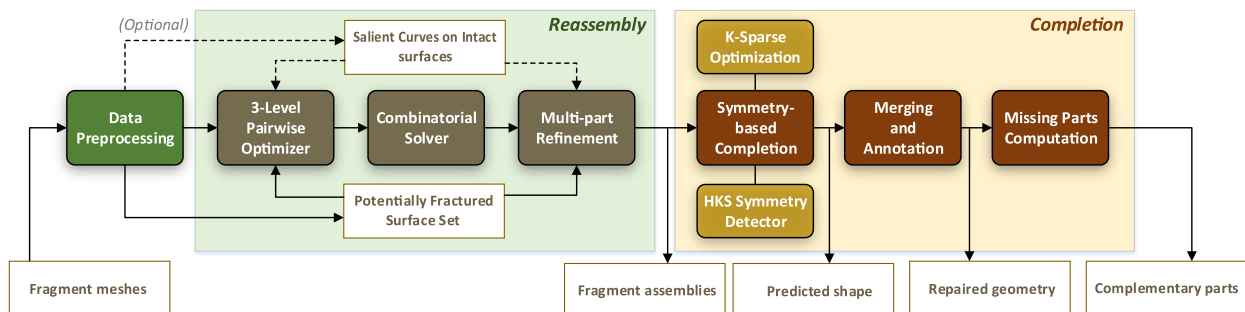 (Optional)
Reassembly
Completion
Salient Curves on Intact
surfaces
K-Sparse
Optimization
Data
Preprocessing
3-Level
Pairwise
Optimizer
Combinatorial
Solver
Multi-part
Refinement
Symmetry-
based
Completion
Merging
and
Annotation
Missing Parts
Computation
Potentially Fractured
Surface Set
HKS Symmetry
Detector
Fragment meshes
Fragment assemblies
Predicted shape
Repaired geometry
Complementary parts